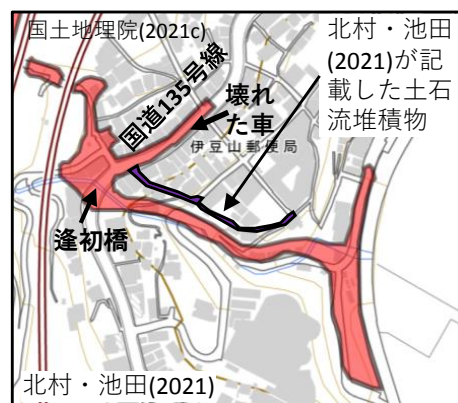 国土地理院(2021c)
北村・池田
(2021)が記
載した土石
流堆積物
国道135号線
壊れ
た車
伊豆山郵便局
逢初橋
北村・池田(2021)